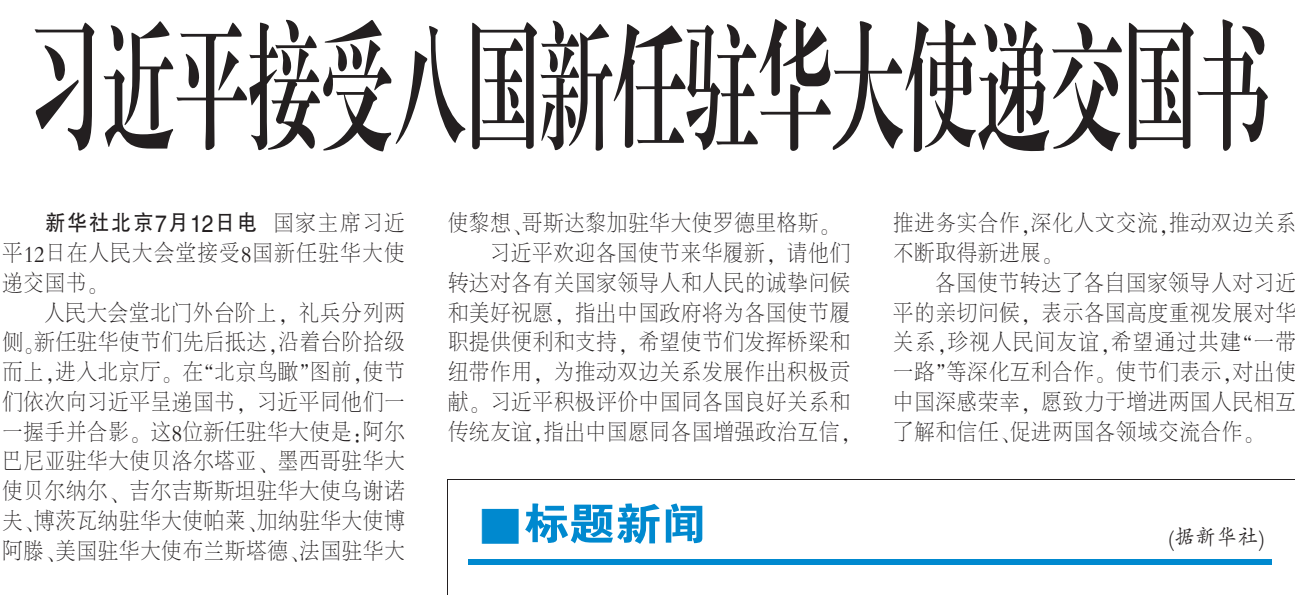 习近平接受八国新任驻华大使递交国书
新华社北京7月12日电 国家主席习近
平12日在人民大会堂接受8国新任驻华大使
递交国书。
人民大会堂北门外台阶上，礼兵分列两
侧。新任驻华使节们先后抵达，沿着台阶拾级
而上，进入北京厅。在“北京鸟瞰”图前，使节
们依次向习近平呈递国书，习近平同他们一
一握手并合影。这8位新任驻华大使是：阿尔
巴尼亚驻华大使贝洛尔塔亚、墨西哥驻华大
使贝尔纳尔、吉尔吉斯斯坦驻华大使乌谢诺
夫、博茨瓦纳驻华大使帕莱、加纳驻华大使博
阿滕、美国驻华大使布兰斯塔德、法国驻华大
使黎想、哥斯达黎加驻华大使罗德里格斯。
习近平欢迎各国使节来华履新，请他们
转达对各有关国家领导人和人民的诚挚问候
和美好祝愿，指出中国政府将为各国使节履
职提供便利和支持，希望使节们发挥桥梁和
纽带作用，为推动双边关系发展作出积极贡
献。习近平积极评价中国同各国良好关系和
传统友谊，指出中国愿同各国增强政治互信，
推进务实合作，深化人文交流，推动双边关系
不断取得新进展。
各国使节转达了各自国家领导人对习近
平的亲切问候，表示各国高度重视发展对华
关系，珍视人民间友谊，希望通过共建“一带
一路”等深化互利合作。使节们表示，对出使
中国深感荣幸，愿致力于增进两国人民相互
了解和信任、促进两国各领域交流合作。
■标题新闻
(据新华社)